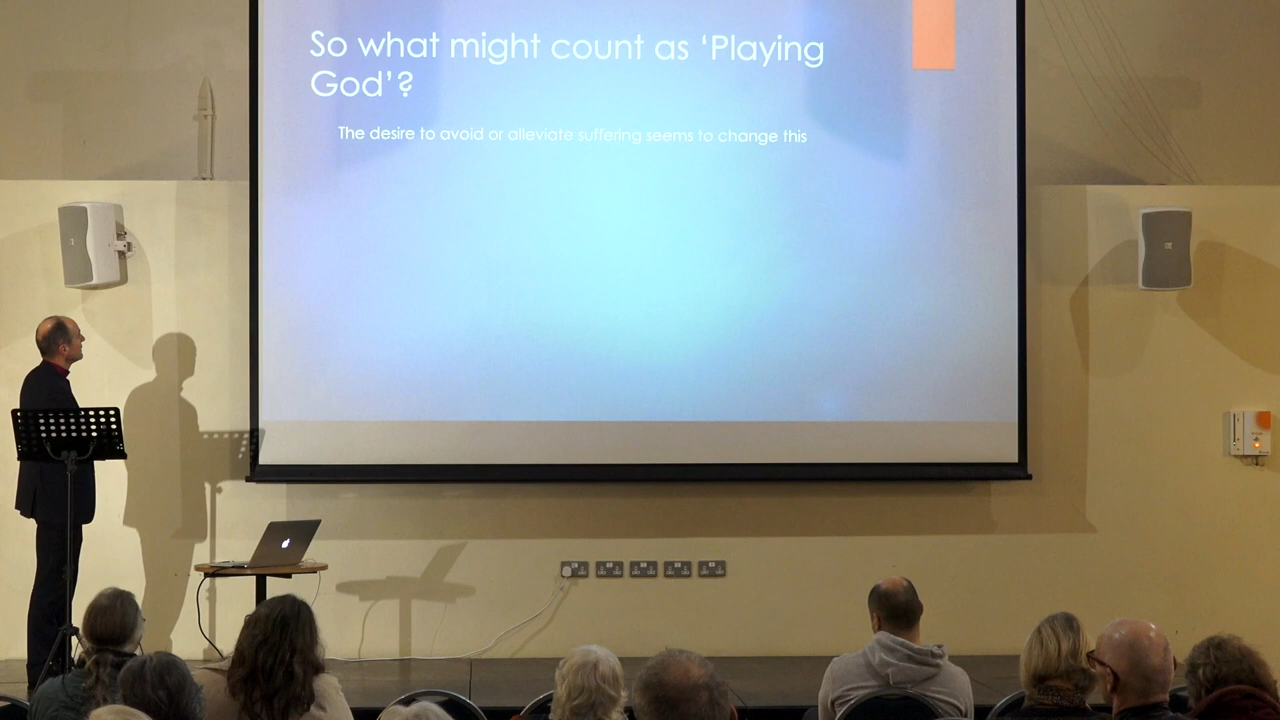 So what might count as ‘Playing
God’?
The desire to avoid or alleviate suffering seems to change this